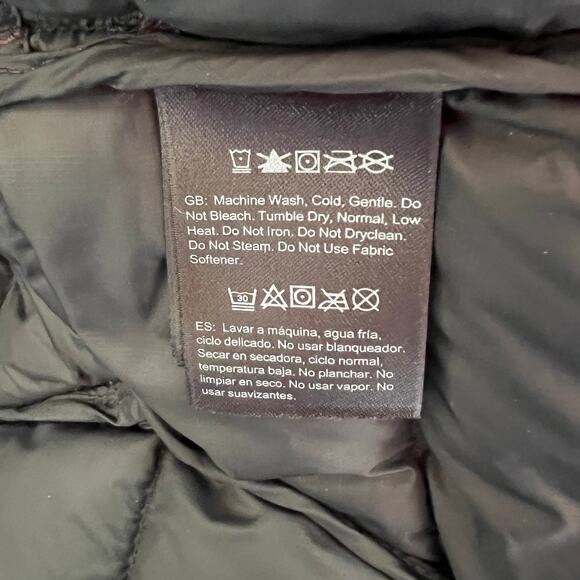 GB: Machine Wash, Cold, Gentle. Do
Not Bleach. Tumble Dry, Normal, Low
Heat. Do Not Iron. Do Not Dryclean.
Do Not Steam. Do Not Use Fabric
Softener.
30
ES: Lavar a máquina, agua fría,
ciclo delicado. No usar blanqueador.
Secar en secadora, ciclo normal,
temperatura baja. No planchar. No
limpiar en seco. No usar vapor. No
usar suavizantes.